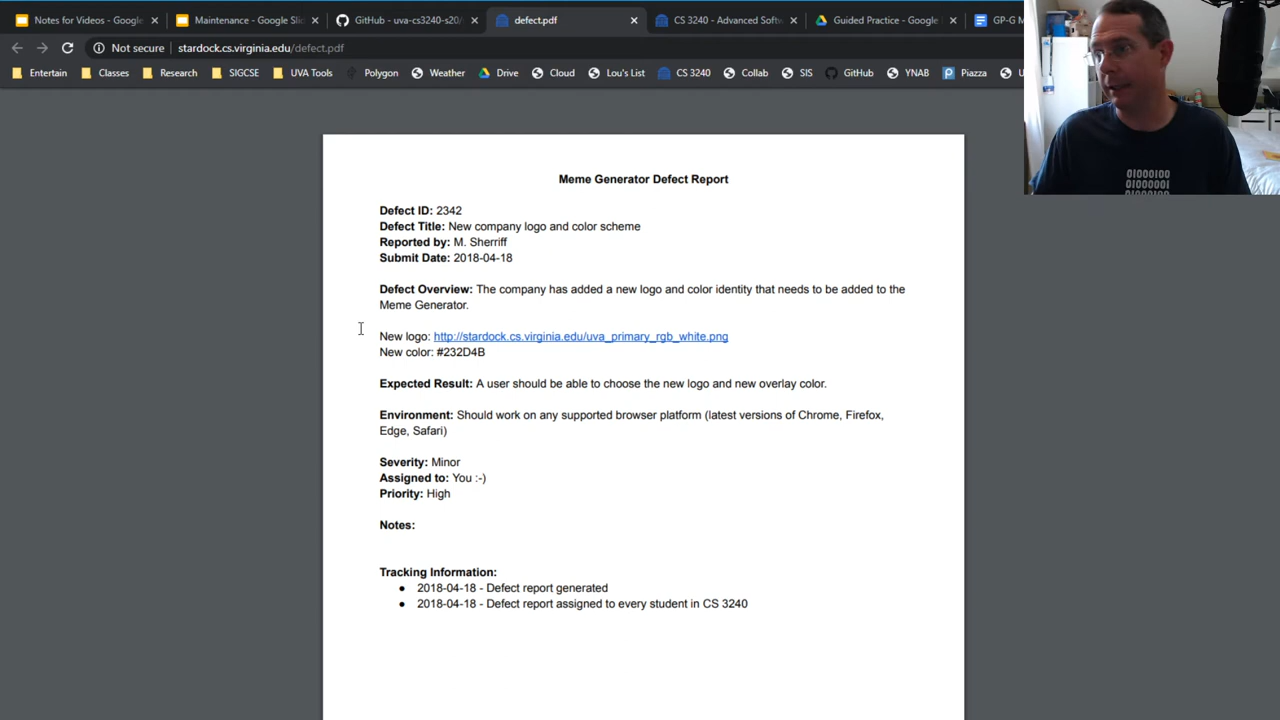 Notes for Videos - Google
Maintenance - Google Slid
GitHub - uva-cs3240-s20/
defect.pdf
CS 3240 - Advanced Softw
Guided Practice - Google
GP-G M
Not secure | stardock.cs.virginia.edu/defect.pdf
Entertain Classes Research SIGCSE UVA Tools Polygon Weather Drive Cloud Lou's List CS 3240 Collab SIS GitHub YNAB Piazza U
01000100
01000001
Meme Generator Defect Report
Defect ID: 2342
Defect Title: New company logo and color scheme
Reported by: M. Sherriff
Submit Date: 2018-04-18
Defect Overview: The company has added a new logo and color identity that needs to be added to the
Meme Generator.
New logo: http://stardock.cs.virginia.edu/uva_primary_rgb_white.png
New color: #232D4B
Expected Result: A user should be able to choose the new logo and new overlay color.
Environment: Should work on any supported browser platform (latest versions of Chrome, Firefox,
Edge, Safari)
Severity: Minor
Assigned to: You :-)
Priority: High
Notes:
Tracking Information:
● 2018-04-18 - Defect report generated
● 2018-04-18 - Defect report assigned to every student in CS 3240